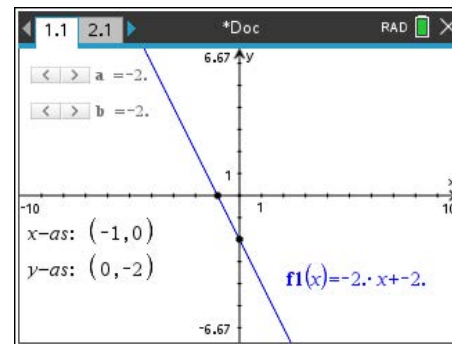 1.1 2.1 *Doc RAD
a =-2.
b =-2.
6.67 y
1
x
-10 1 10
x-as: (-1,0)
y-as: (0,-2)
f1(x)=-2.·x+-2.
-6.67